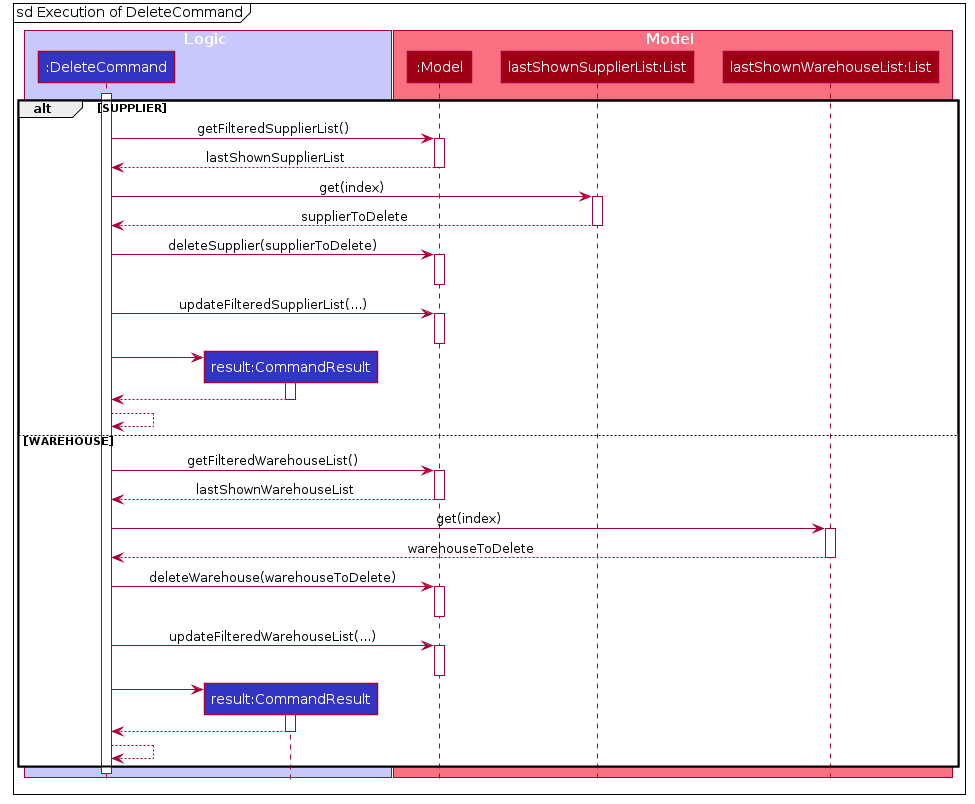 sd Execution of DeleteCommand
Logic
Model
:DeleteCommand
:Model
lastShownSupplierList:List
lastShownWarehouseList:List
alt
[SUPPLIER]
getFilteredSupplierList()
lastShownSupplierList
get(index)
supplierToDelete
deleteSupplier(supplierToDelete)
updateFilteredSupplierList(...)
result:CommandResult
[WAREHOUSE]
getFilteredWarehouseList()
lastShownWarehouseList
get(index)
warehouseToDelete
deleteWarehouse(warehouseToDelete)
updateFilteredWarehouseList(...)
result:CommandResult